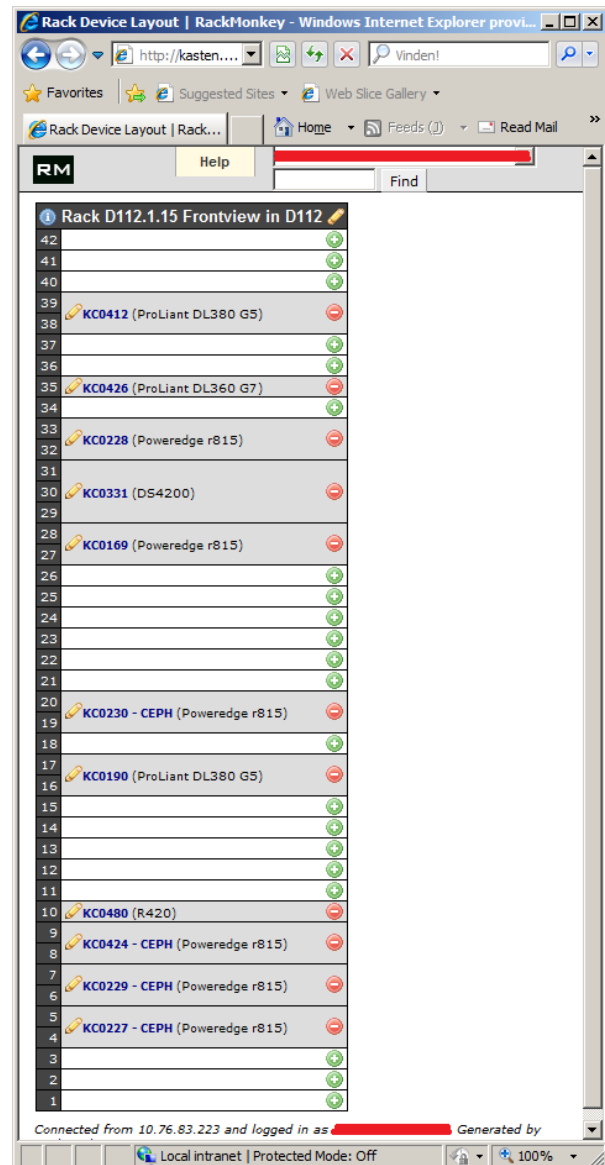 Rack Device Layout | RackMonkey - Windows Internet Explorer provi...
http://kasten.... Vinden!
Favorites Suggested Sites Web Slice Gallery
Rack Device Layout | Rack... Home Feeds (J) Read Mail »
RM Help
Find
Rack D112.1.15 Frontview in D112
42
41
40
39
KC0412 (ProLiant DL380 G5)
38
37
36
35 KC0426 (ProLiant DL360 G7)
34
33
KC0228 (Poweredge r815)
32
31
30 KC0331 (DS4200)
29
28
KC0169 (Poweredge r815)
27
26
25
24
23
22
21
20
KC0230 - CEPH (Poweredge r815)
19
18
17
KC0190 (ProLiant DL380 G5)
16
15
14
13
12
11
10 KC0480 (R420)
9
KC0424 - CEPH (Poweredge r815)
8
7
KC0229 - CEPH (Poweredge r815)
6
5
KC0227 - CEPH (Poweredge r815)
4
3
2
1
Connected from 10.76.83.223 and logged in as Generated by
Local intranet | Protected Mode: Off 100%